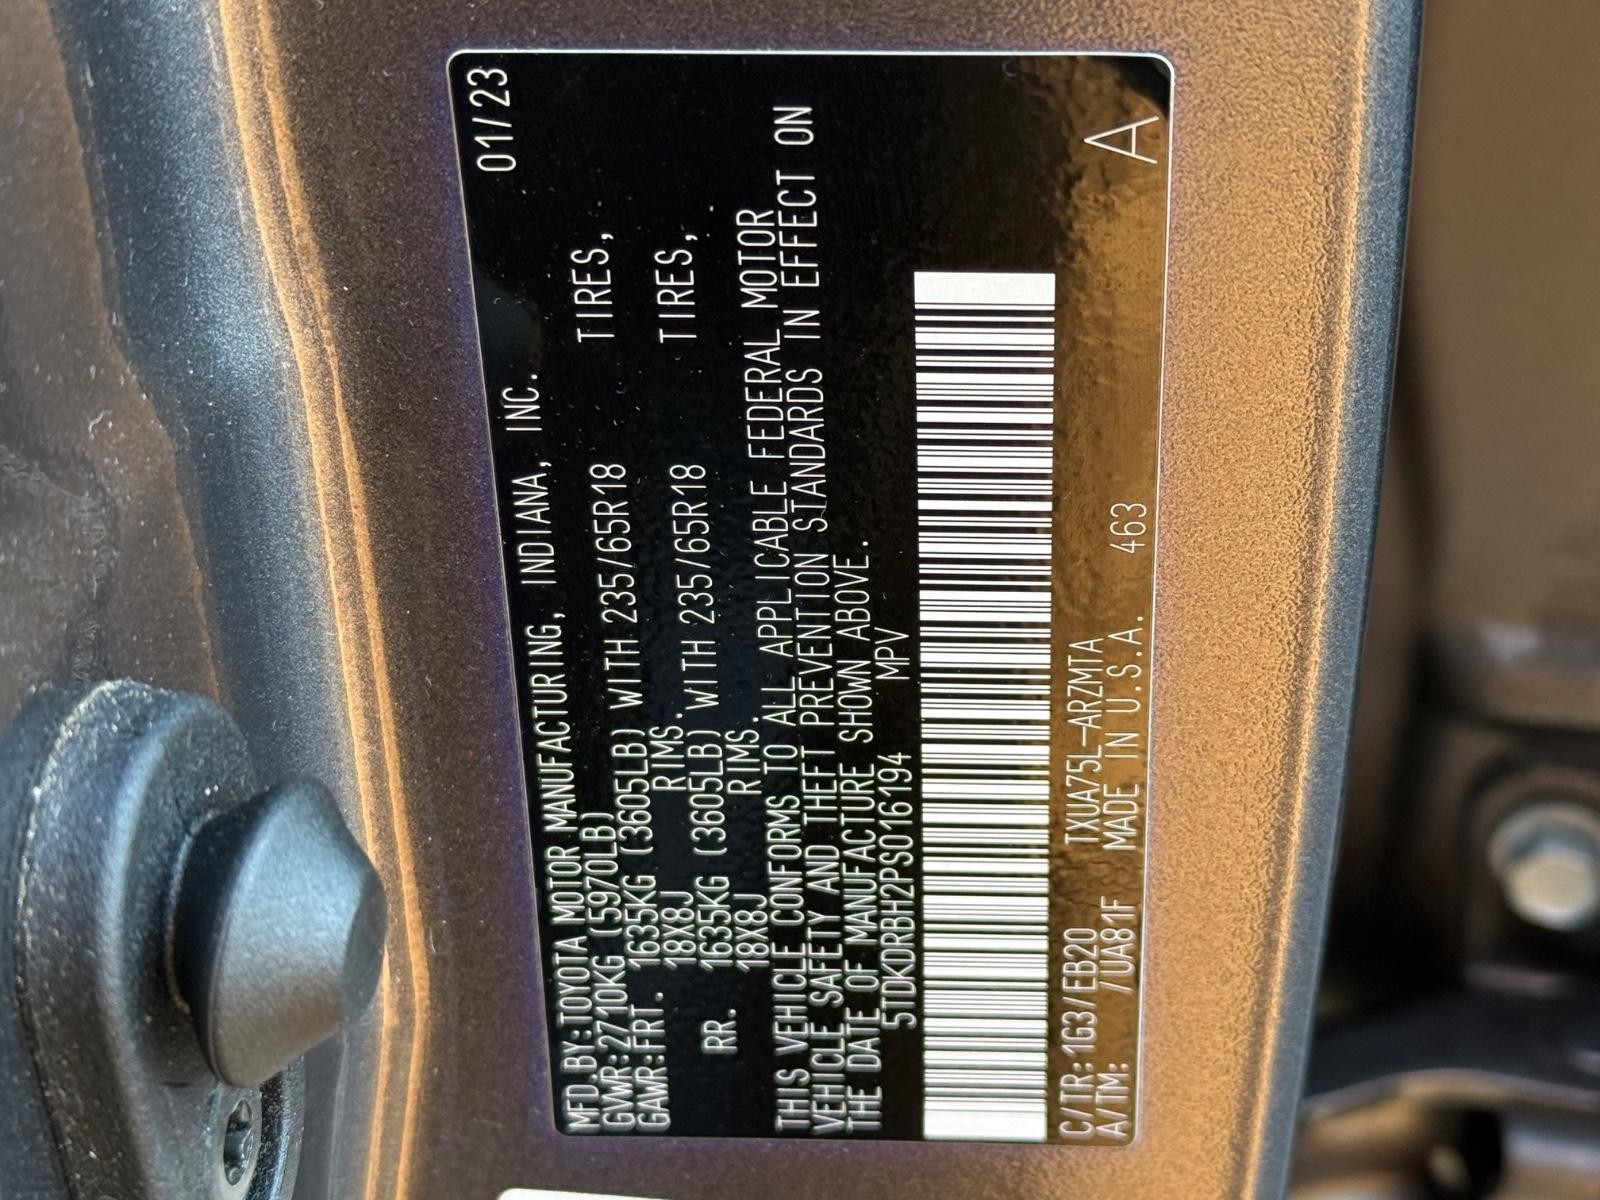 01/23
MFD.BY:TOYOTA MOTOR MANUFACTURING, INDIANA, INC.
GVWR:2710KG (5970LB)
GAWR:FRT. 1635KG (3605LB) WITH 235/65R18 TIRES,
18X8J RIMS.
RR. 1635KG (3605LB) WITH 235/65R18 TIRES,
18X8J RIMS.
THIS VEHICLE CONFORMS TO ALL APPLICABLE FEDERAL MOTOR
VEHICLE SAFETY AND THEFT PREVENTION STANDARDS IN EFFECT ON
THE DATE OF MANUFACTURE SHOWN ABOVE.
5TDKDRBH2PS016194 MPV
C/TR:1G3/EB20 TXUA75L-ARZMTA
A/TM: /UA81F MADE IN U.S.A. 463 A